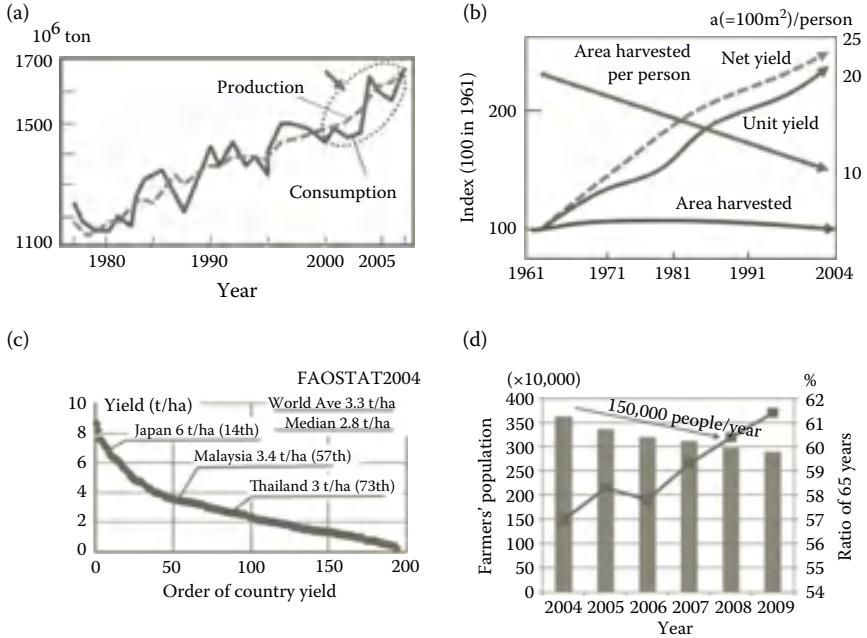 (a)
10⁶ ton
1700
1500
1100
Production
Consumption
1980 1990 2000 2005
Year
(b)
a(=100m²)/person
Index (100 in 1961)
200
100
Area harvested
per person
Net yield
Unit yield
Area harvested
25
20
10
1961 1971 1981 1991 2004
(c)
FAOSTAT2004
Yield (t/ha)
World Ave 3.3 t/ha
Median 2.8 t/ha
Japan 6 t/ha (14th)
Malaysia 3.4 t/ha (57th)
Thailand 3 t/ha (73th)
10
8
6
4
2
0
0 50 100 150 200
Order of country yield
(d)
(×10,000)
%
Farmers' population
400
350
300
250
200
150
100
50
0
150,000 people/year
62
61
60
59
58
57
56
55
54
Ratio of 65 years
2004 2005 2006 2007 2008 2009
Year